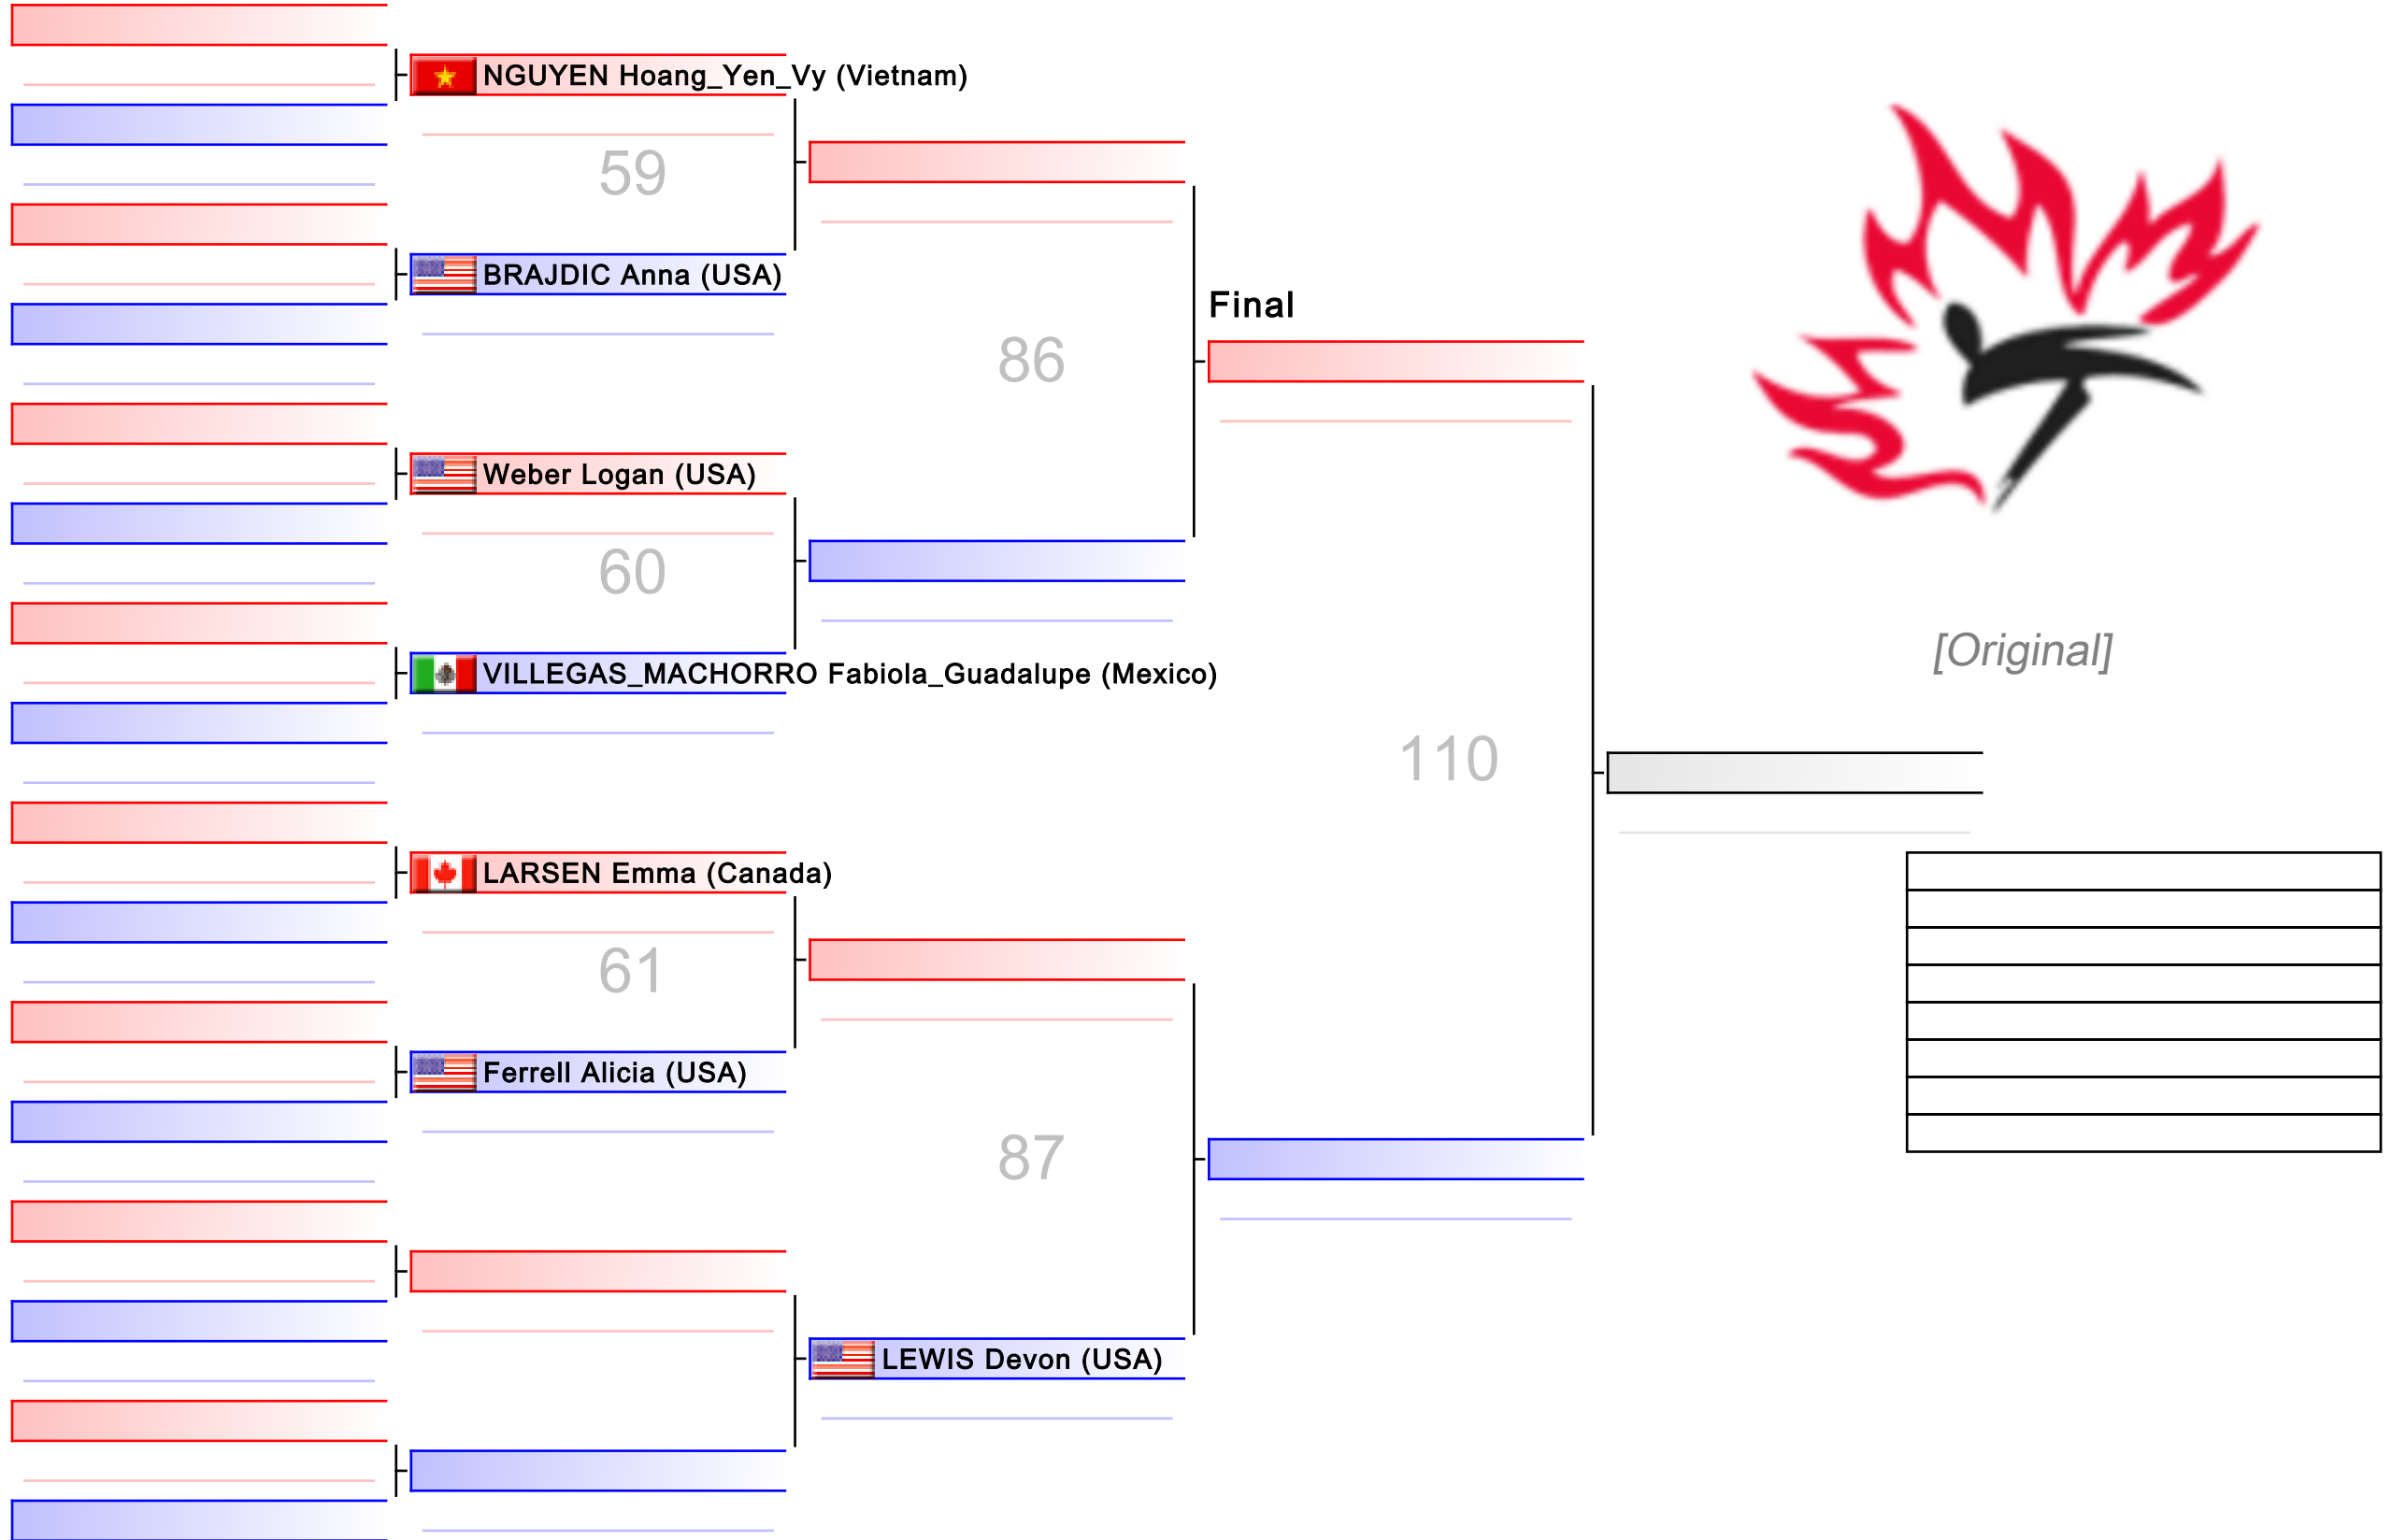 NGUYEN Hoang_Yen_Vy (Vietnam)
59
BRAJDIC Anna (USA)
Final
86
Weber Logan (USA)
60
[Original]
VILLEGAS_MACHORRO Fabiola_Guadalupe (Mexico)
110
LARSEN Emma (Canada)
61
Ferrell Alicia (USA)
87
LEWIS Devon (USA)